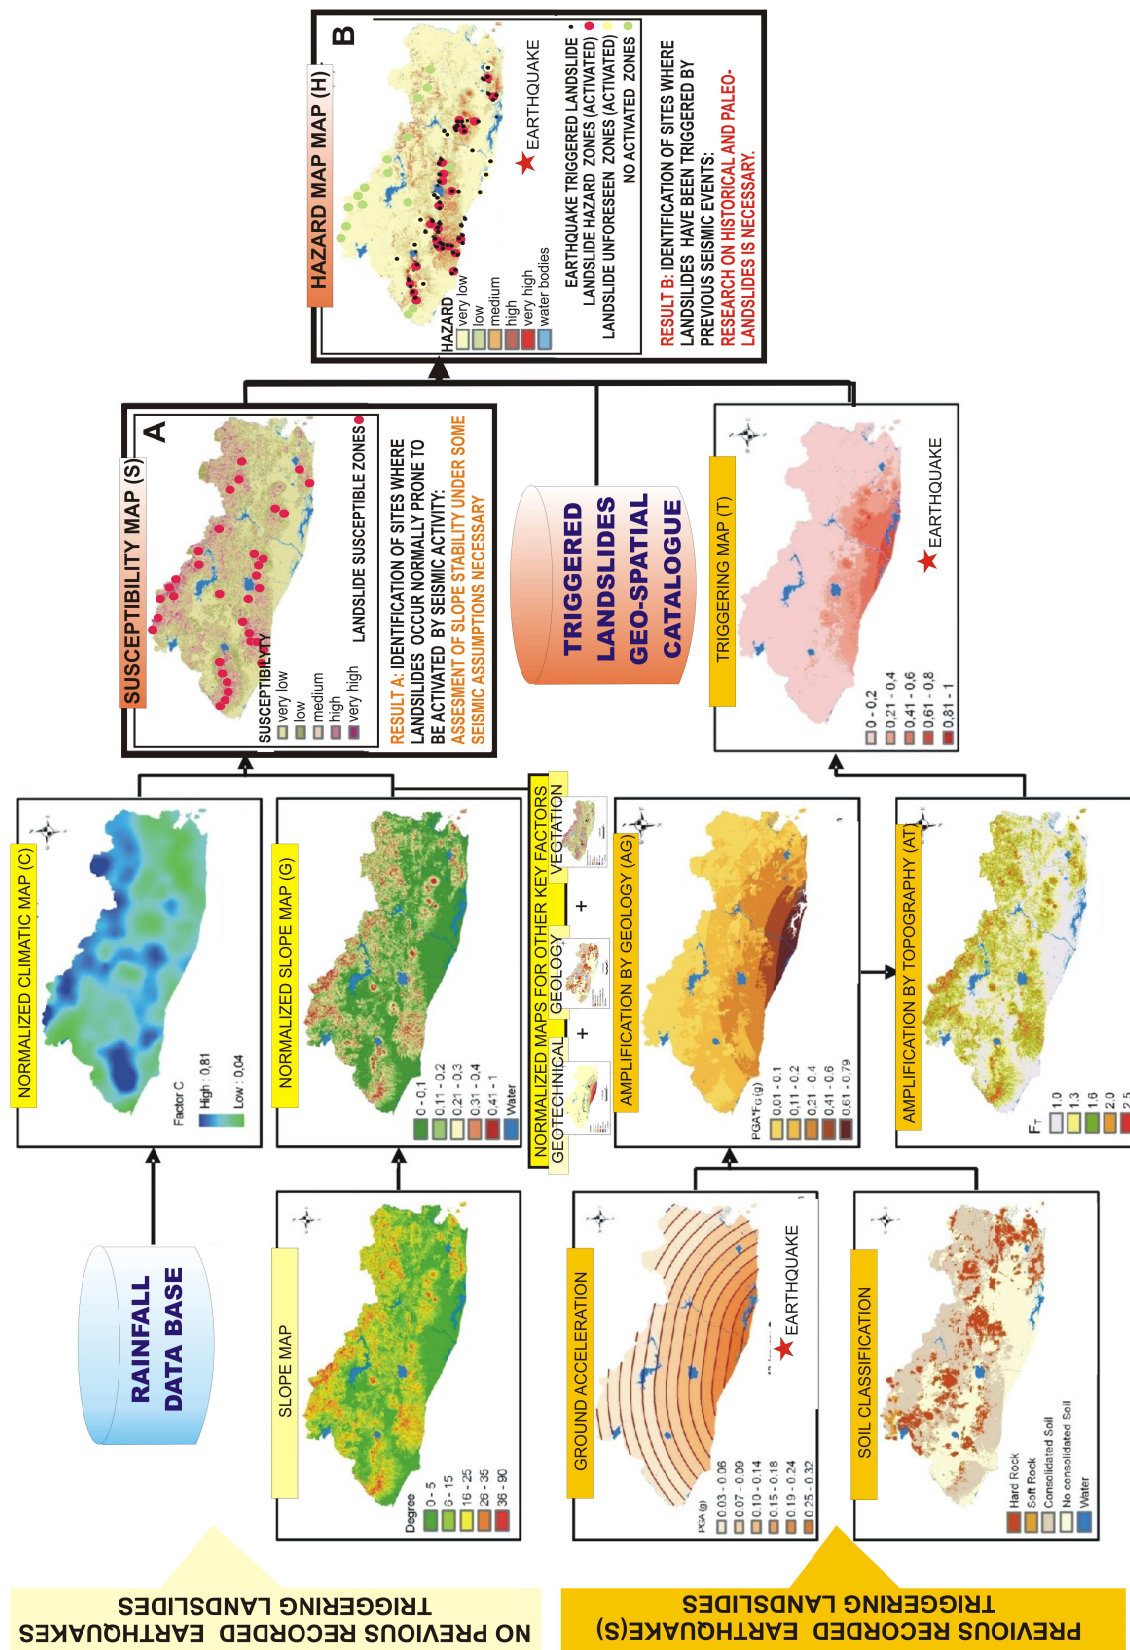 NO PREVIOUS RECORDED EARTHQUAKES
TRIGGERING LANDSLIDES
RAINFALL
DATA BASE
NORMALIZED CLIMATIC MAP (C)
Factor C
High : 0,81
Low : 0,04
SLOPE MAP
Degree
0 - 5
6 - 15
16 - 25
26 - 35
36 - 90
NORMALIZED SLOPE MAP (G)
0 - 0,1
0,11 - 0,2
0,21 - 0,3
0,31 - 0,4
0,41 - 1
Water
NORMALIZED MAPS FOR OTHER KEY FACTORS
GEOTECHNICAL
GEOLOGY
VEGTATION
+
+
SUSCEPTIBILITY MAP (S)
A
SUSCEPTIBILYTY
very low
low
medium
high
very high
LANDSLIDE SUSCEPTIBLE ZONES
RESULT A: IDENTIFICATION OF SITES WHERE
LANDSILIDES OCCUR NORMALLY PRONE TO
BE ACTIVATED BY SEISMIC ACTIVITY:
ASSESMENT OF SLOPE STABILITY UNDER SOME
SEISMIC ASSUMPTIONS NECESSARY
HAZARD MAP MAP (H)
B
EARTHQUAKE
HAZARD
very low
low
medium
high
very high
water bodies
EARTHQUAKE TRIGGERED LANDSLIDE
LANDSLIDE HAZARD ZONES (ACTIVATED)
LANDSLIDE UNFORESEEN ZONES (ACTIVATED)
NO ACTIVATED ZONES
RESULT B: IDENTIFICATION OF SITES WHERE
LANDSILIDES HAVE BEEN TRIGGERED BY
PREVIOUS SEISMIC EVENTS:
RESEARCH ON HISTORICAL AND PALEO-
LANDSLIDES IS NECESSARY.
TRIGGERED
LANDSLIDES
GEO-SPATIAL
CATALOGUE
PREVIOUS RECORDED EARTHQUAKE(S)
TRIGGERING LANDSLIDES
GROUND ACCELERATION
PGA (g)
0.03 - 0.06
0.07 - 0.09
0.10 - 0.14
0.15 - 0.18
0.19 - 0.24
0.25 - 0.32
EARTHQUAKE
SOIL CLASSIFICATION
Hard Rock
Soft Rock
Consolidated Soil
No consolidated Soil
Water
AMPLIFICATION BY GEOLOGY (AG)
PGA*FG (g)
0,01 - 0,1
0,11 - 0,2
0,21 - 0,4
0,41 - 0,6
0,61 - 0,79
AMPLIFICATION BY TOPOGRAPHY (AT)
FT
1.0
1.3
1.6
2.0
2.5
TRIGGERING MAP (T)
0 - 0,2
0,21 - 0,4
0,41 - 0,6
0,61 - 0,8
0,81 - 1
EARTHQUAKE